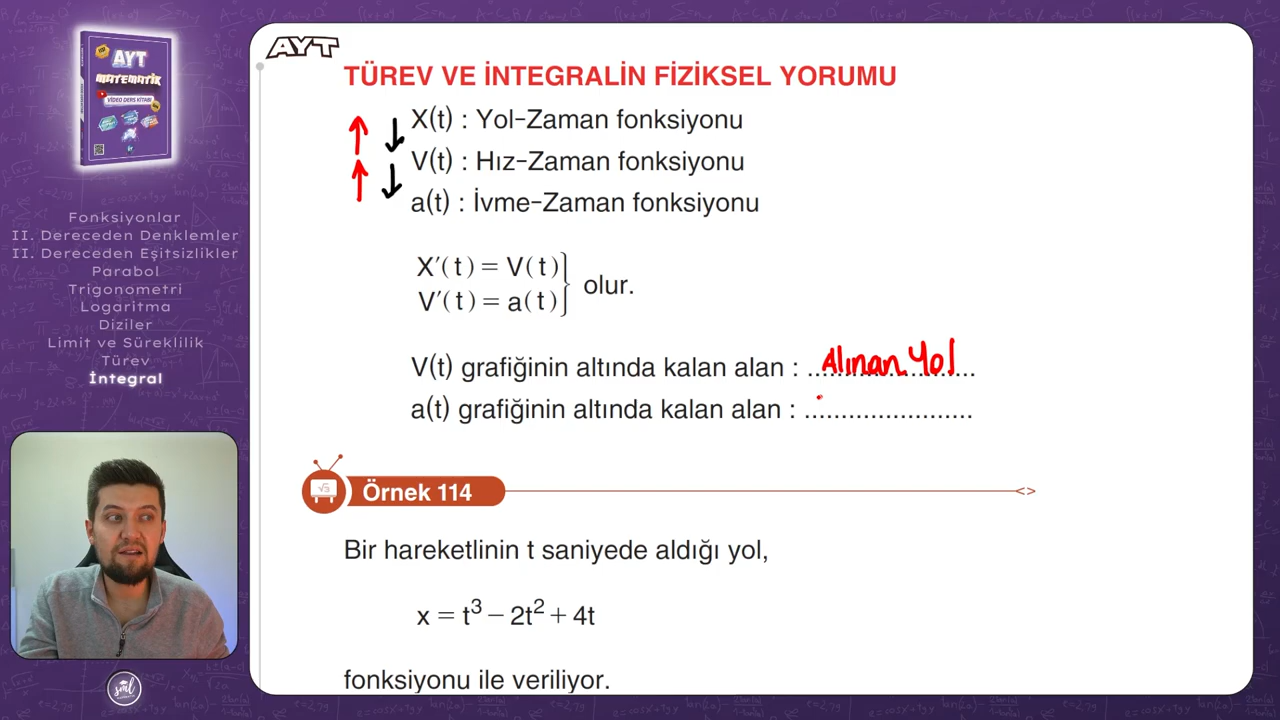 AYT
TÜREV VE İNTEGRALİN FİZİKSEL YORUMU
X(t) : Yol-Zaman fonksiyonu
V(t) : Hız-Zaman fonksiyonu
a(t) : İvme-Zaman fonksiyonu
X′(t) = V(t)
V′(t) = a(t)
olur.
V(t) grafiğinin altında kalan alan : Alınan Yol
a(t) grafiğinin altında kalan alan : .......................
Örnek 114
Bir hareketlinin t saniyede aldığı yol,
x = t³ − 2t² + 4t
fonksiyonu ile veriliyor.
AYT
MATEMATİK
VİDEO DERS KİTABI
Fonksiyonlar
II. Dereceden Denklemler
II. Dereceden Eşitsizlikler
Parabol
Trigonometri
Logaritma
Diziler
Limit ve Süreklilik
Türev
İntegral
sml